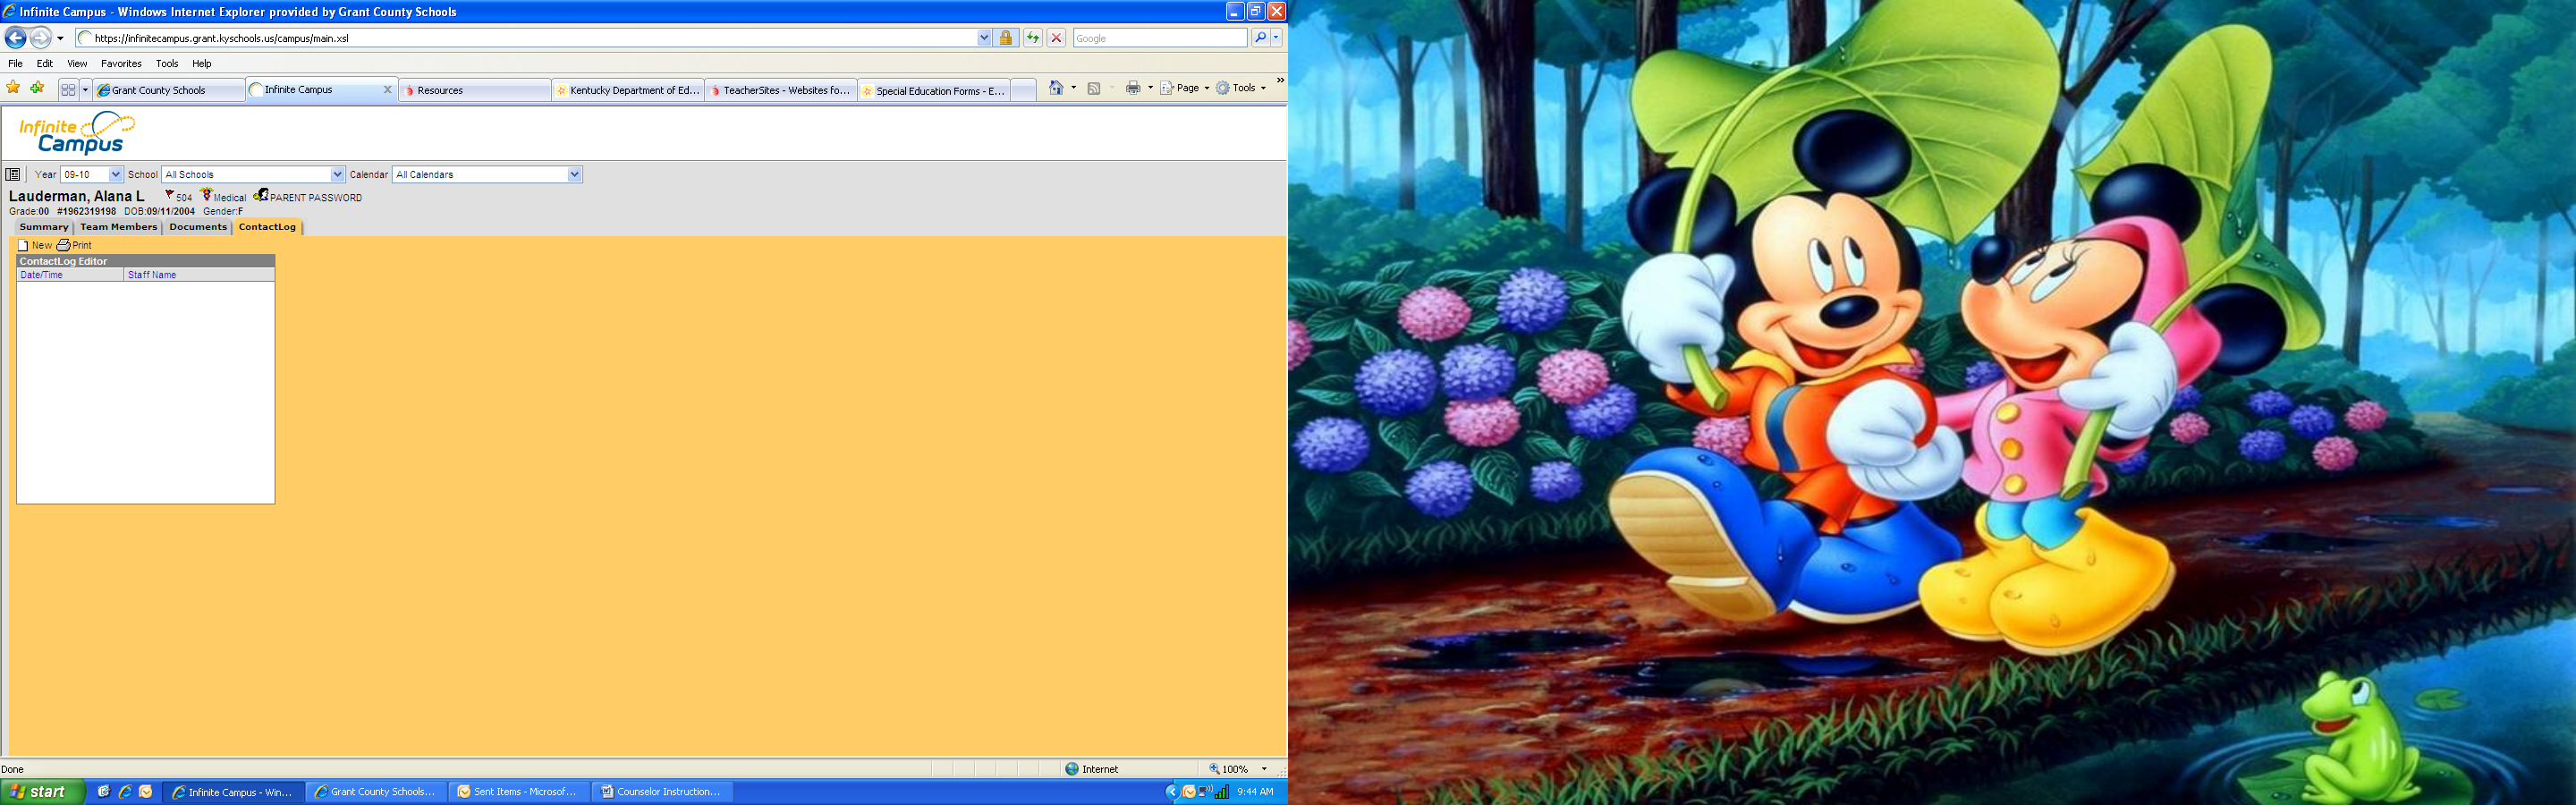 Infinite Campus - Windows Internet Explorer provided by Grant County Schools
https://infinitecampus.grant.kyschools.us/campus/main.xsl
Google
File Edit View Favorites Tools Help
Grant County Schools
Infinite Campus
Resources
Kentucky Department of Ed...
TeacherSites - Websites fo...
Special Education Forms - E...
Page
Tools
Infinite Campus
Year 09-10 School All Schools Calendar All Calendars
Lauderman, Alana L 504 Medical PARENT PASSWORD
Grade:00 #1962319198 DOB:09/11/2004 Gender:F
Summary Team Members Documents ContactLog
New Print
ContactLog Editor
Date/Time Staff Name
Done Internet 100%
start Infinite Campus - Win... Grant County Schools... Sent Items - Microsof... Counselor Instruction... 9:44 AM